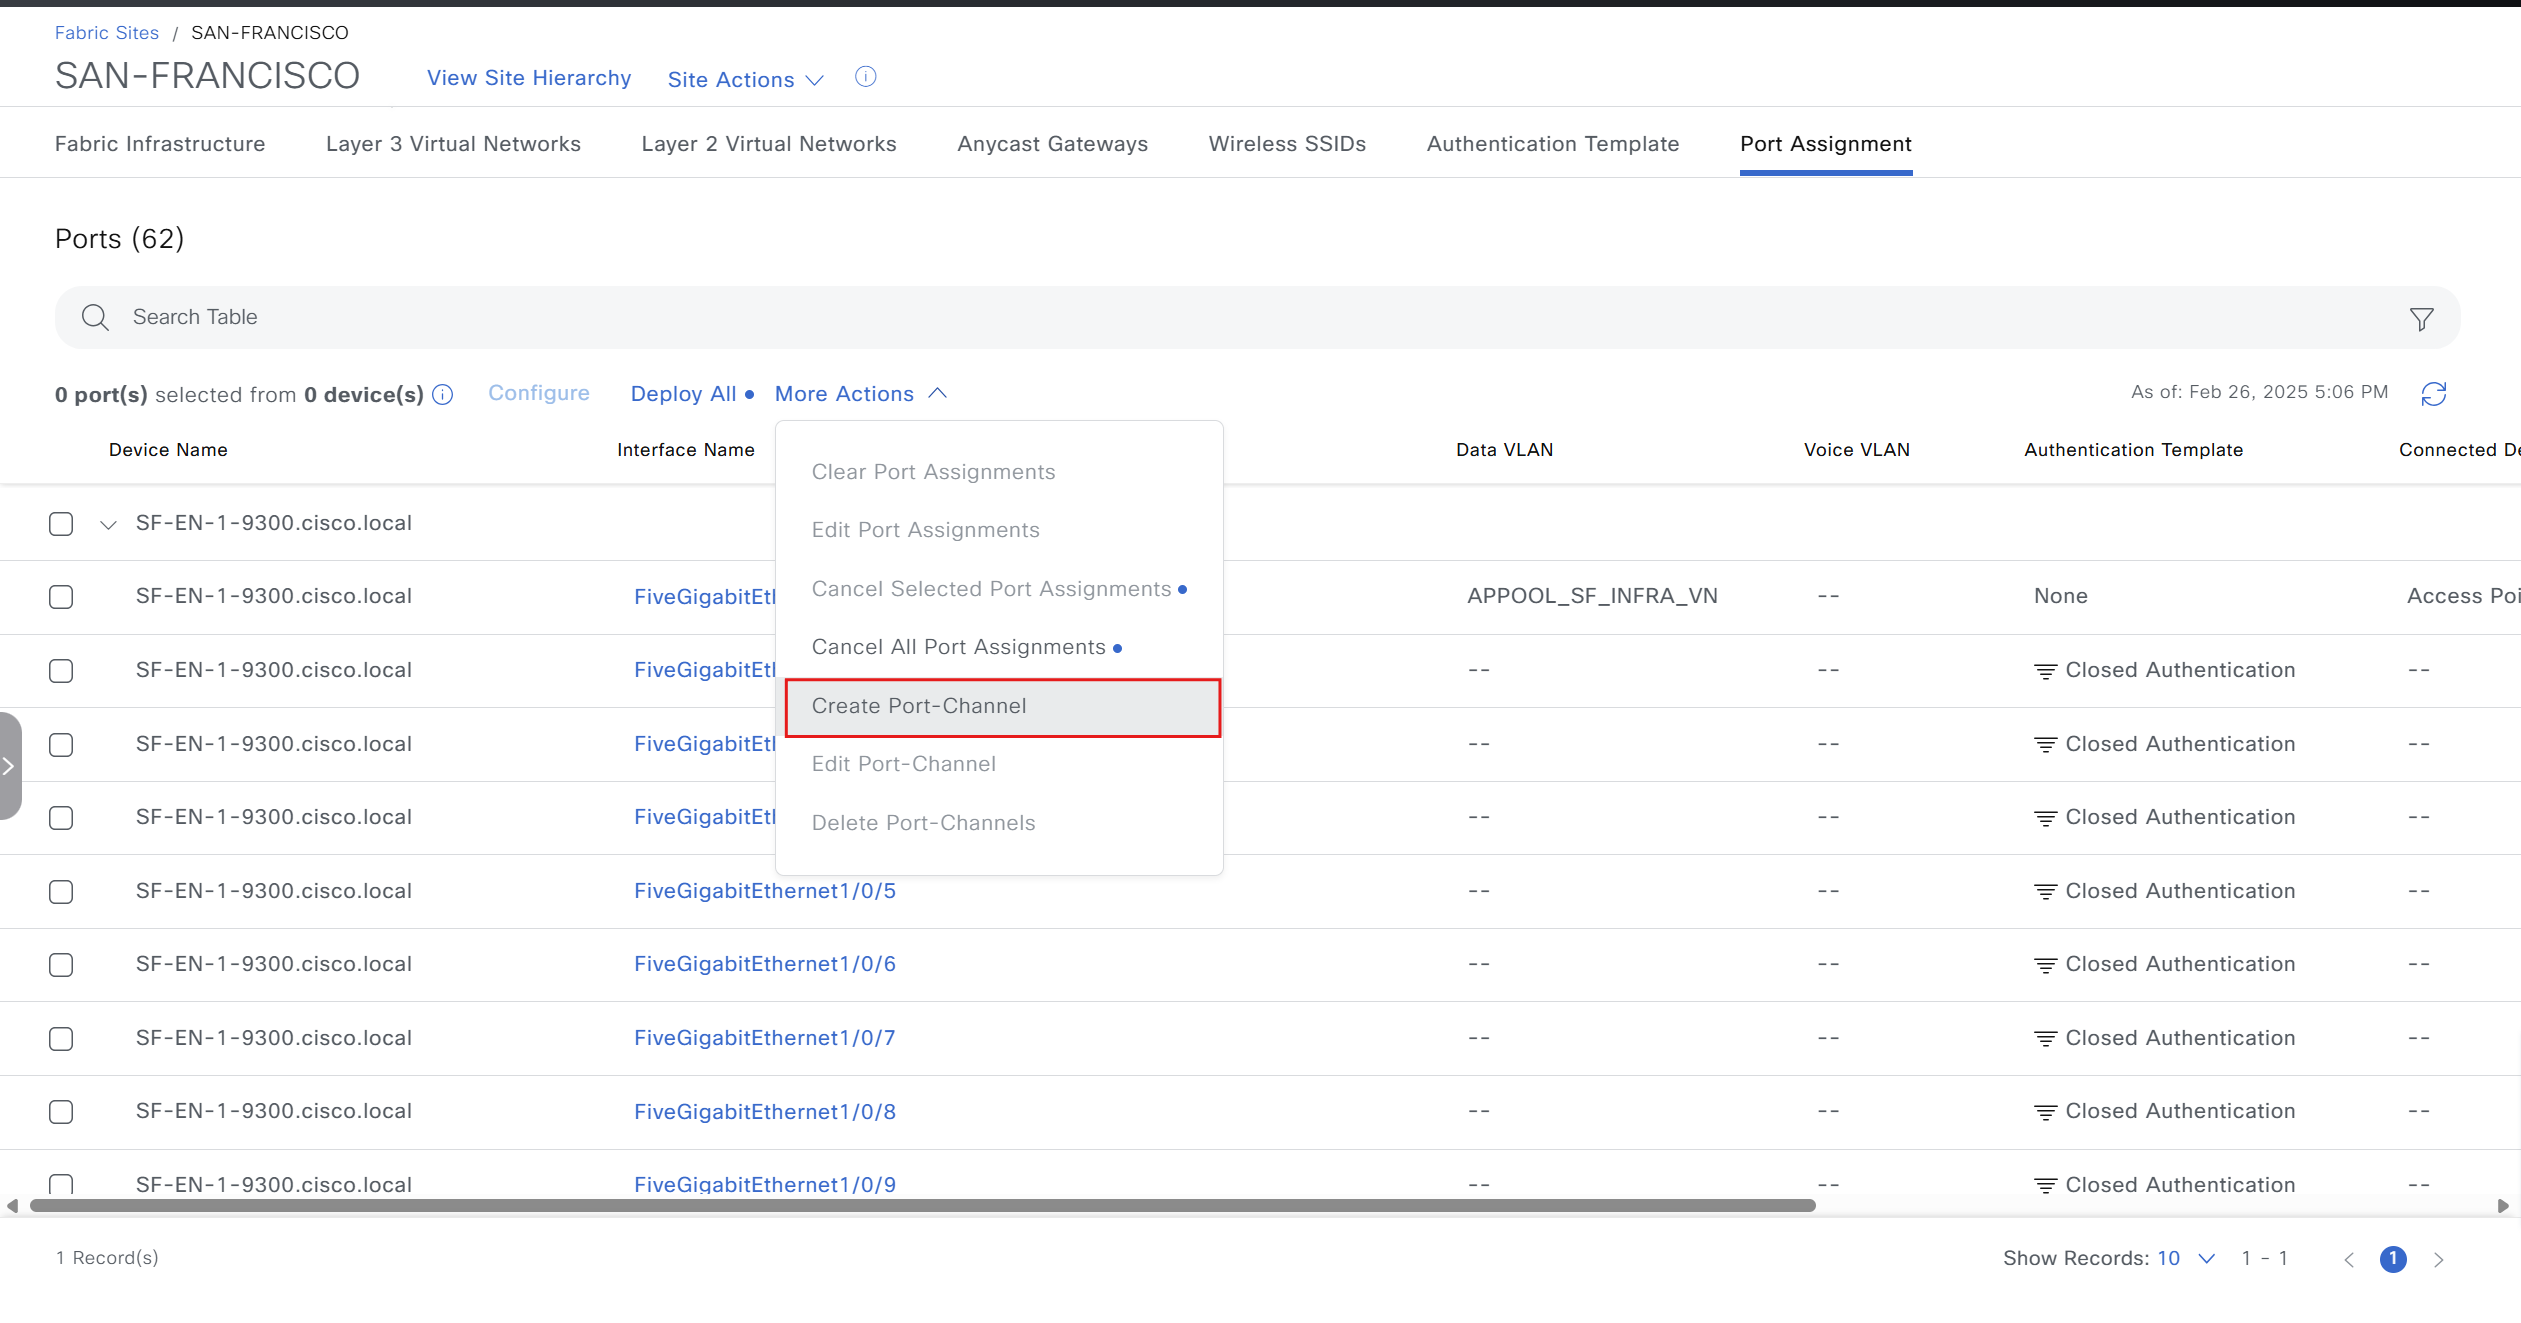 Fabric Sites / SAN-FRANCISCO
SAN-FRANCISCO View Site Hierarchy Site Actions
Fabric Infrastructure Layer 3 Virtual Networks Layer 2 Virtual Networks Anycast Gateways Wireless SSIDs Authentication Template Port Assignment
Ports (62)
Search Table
0 port(s) selected from 0 device(s) Configure Deploy All More Actions As of: Feb 26, 2025 5:06 PM
Device Name Interface Name Data VLAN Voice VLAN Authentication Template Connected De
Clear Port Assignments
Edit Port Assignments
Cancel Selected Port Assignments
Cancel All Port Assignments
Create Port-Channel
Edit Port-Channel
Delete Port-Channels
SF-EN-1-9300.cisco.local
SF-EN-1-9300.cisco.local FiveGigabitEth APPOOL_SF_INFRA_VN -- None Access Poi
SF-EN-1-9300.cisco.local FiveGigabitEth -- -- Closed Authentication --
SF-EN-1-9300.cisco.local FiveGigabitEth -- -- Closed Authentication --
SF-EN-1-9300.cisco.local FiveGigabitEth -- -- Closed Authentication --
SF-EN-1-9300.cisco.local FiveGigabitEthernet1/0/5 -- -- Closed Authentication --
SF-EN-1-9300.cisco.local FiveGigabitEthernet1/0/6 -- -- Closed Authentication --
SF-EN-1-9300.cisco.local FiveGigabitEthernet1/0/7 -- -- Closed Authentication --
SF-EN-1-9300.cisco.local FiveGigabitEthernet1/0/8 -- -- Closed Authentication --
SF-EN-1-9300.cisco.local FiveGigabitEthernet1/0/9 -- -- Closed Authentication --
1 Record(s) Show Records: 10 1 - 1 1